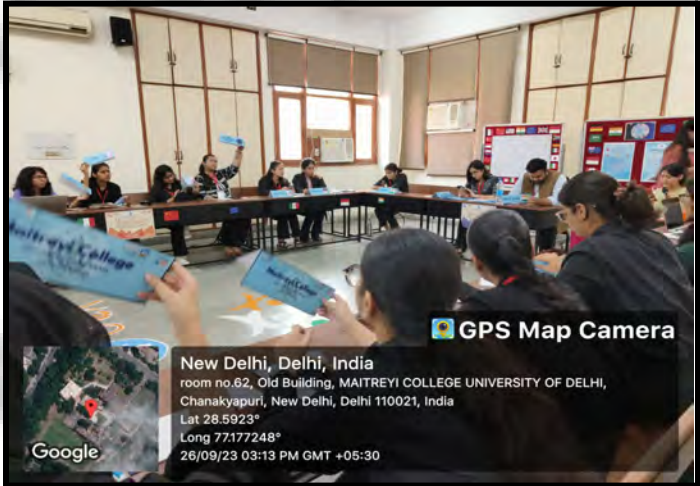 Maitreyi College
Maitreyi College
GPS Map Camera
New Delhi, Delhi, India
room no.62, Old Building, MAITREYI COLLEGE UNIVERSITY OF DELHI,
Chanakyapuri, New Delhi, Delhi 110021, India
Lat 28.5923°
Long 77.177248°
26/09/23 03:13 PM GMT +05:30
Google